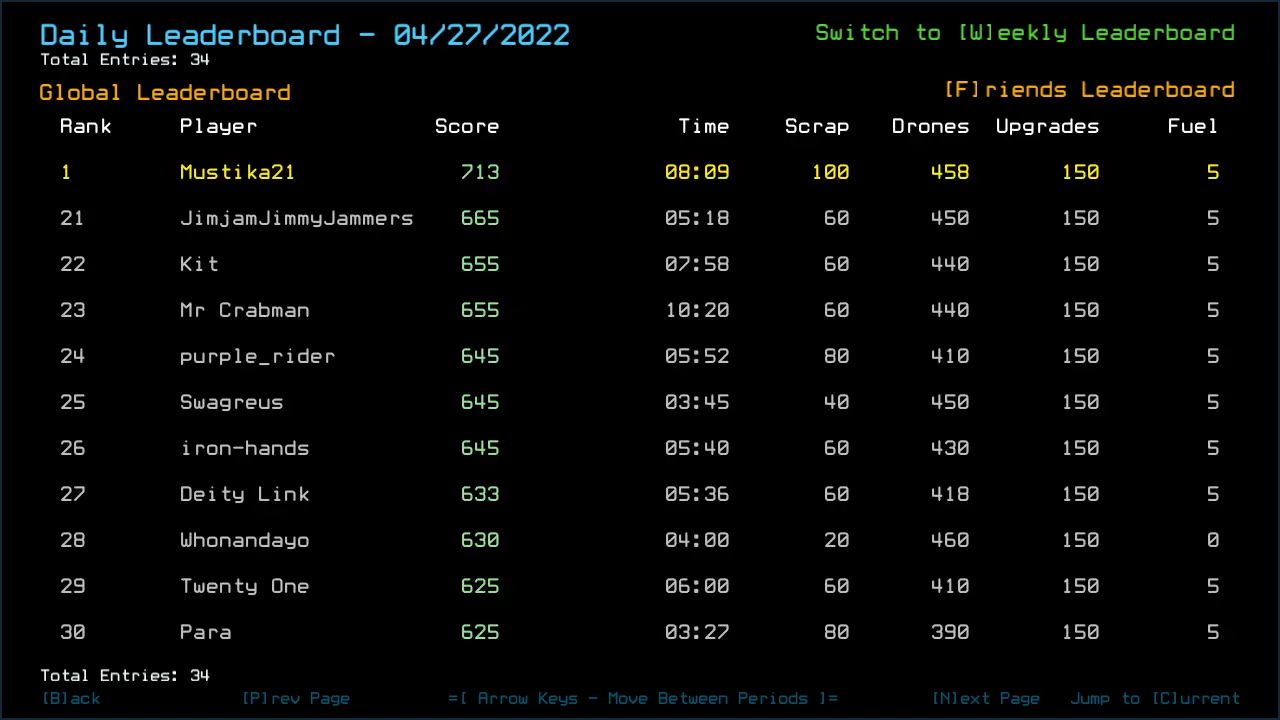 Daily Leaderboard - 04/27/2022 Switch to [W]eekly Leaderboard
Total Entries: 34
Global Leaderboard [F]riends Leaderboard
Rank Player Score Time Scrap Drones Upgrades Fuel
1 Mustika21 713 08:09 100 458 150 5
21 JimjamJimmyJammers 665 05:18 60 450 150 5
22 Kit 655 07:58 60 440 150 5
23 Mr Crabman 655 10:20 60 440 150 5
24 purple_rider 645 05:52 80 410 150 5
25 Swagreus 645 03:45 40 450 150 5
26 iron-hands 645 05:40 60 430 150 5
27 Deity Link 633 05:36 60 418 150 5
28 Whonandayo 630 04:00 20 460 150 0
29 Twenty One 625 06:00 60 410 150 5
30 Para 625 03:27 80 390 150 5
Total Entries: 34
[B]ack [P]rev Page =[ Arrow Keys - Move Between Periods ]= [N]ext Page Jump to [C]urrent